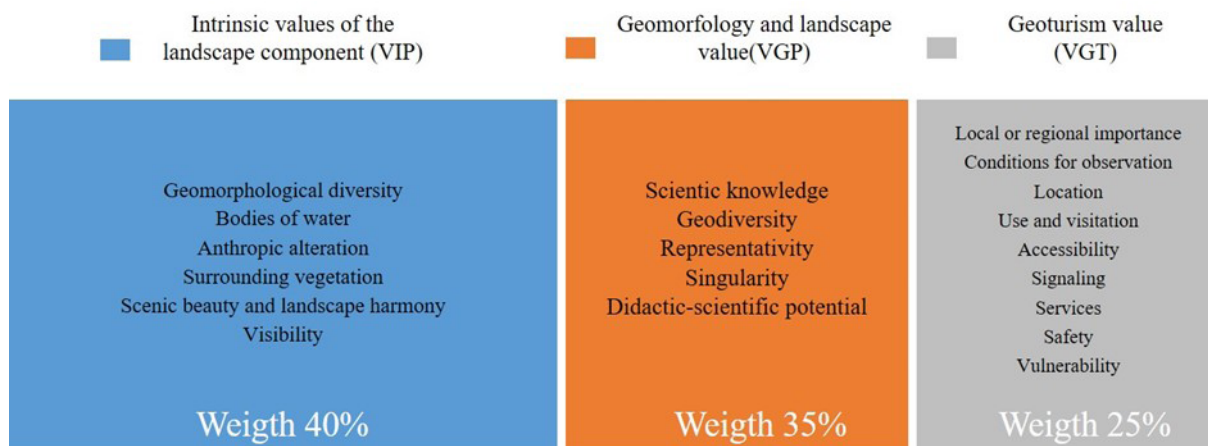 Intrinsic values of the
landscape component (VIP)
Geomorfology and landscape
value(VGP)
Geoturism value
(VGT)
Geomorphological diversity
Bodies of water
Anthropic alteration
Surrounding vegetation
Scenic beauty and landscape harmony
Visibility
Weigth 40%
Scientic knowledge
Geodiversity
Representativity
Singularity
Didactic-scientific potential
Weigth 35%
Local or regional importance
Conditions for observation
Location
Use and visitation
Accessibility
Signaling
Services
Safety
Vulnerability
Weigth 25%